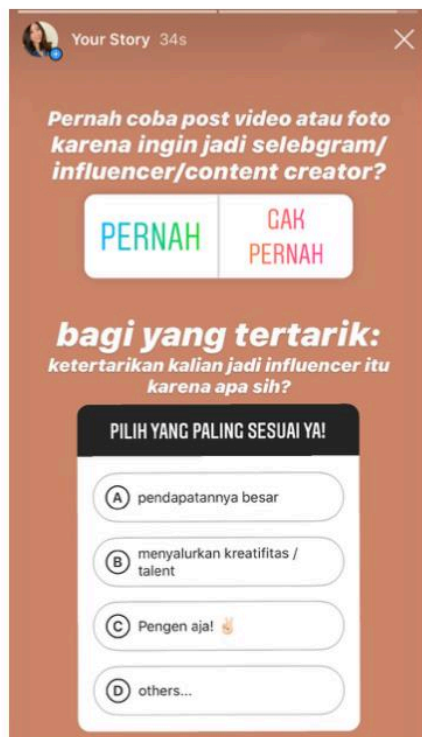 Your Story 34s
Pernah coba post video atau foto
karena ingin jadi selebgram/
influencer/content creator?
PERNAH
GAK
PERNAH
bagi yang tertarik:
ketertarikan kalian jadi influencer itu
karena apa sih?
PILIH YANG PALING SESUAI YA!
A pendapatannya besar
B menyalurkan kreatifitas /
talent
C Pengen aja! ✌🏻
D others...